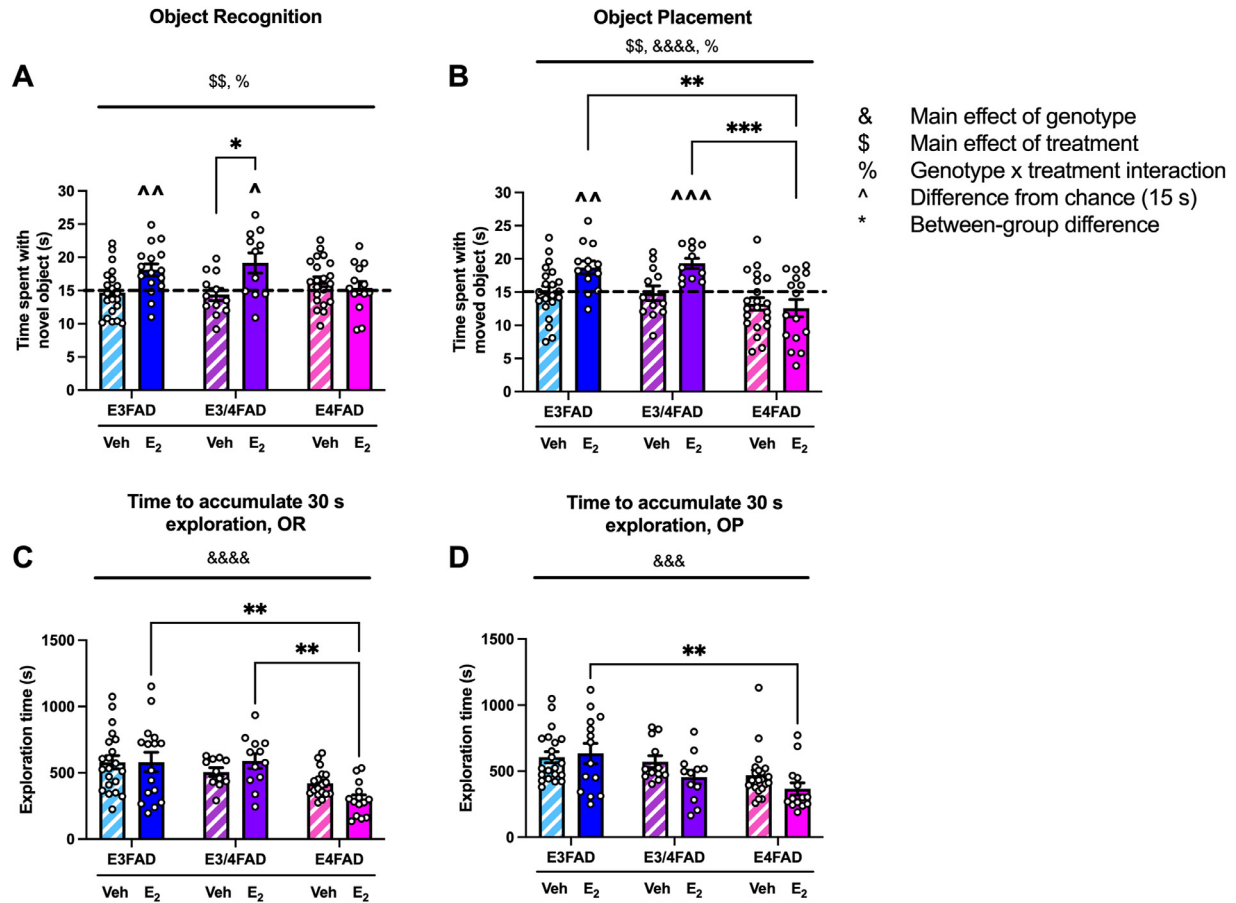 Object Recognition
Object Placement
A
$$, %
*
^^
^
Time spent with
novel object (s)
30
25
20
15
10
5
0
E3FAD
E3/4FAD
E4FAD
Veh
E₂
Veh
E₂
Veh
E₂
B
$$, &&&&, %
**
***
^^
^^^
Time spent with
moved object (s)
30
25
20
15
10
5
0
E3FAD
E3/4FAD
E4FAD
Veh
E₂
Veh
E₂
Veh
E₂
& Main effect of genotype
$ Main effect of treatment
% Genotype x treatment interaction
^ Difference from chance (15 s)
* Between-group difference
Time to accumulate 30 s
exploration, OR
C
&&&&
**
**
Exploration time (s)
1500
1000
500
0
E3FAD
E3/4FAD
E4FAD
Veh
E₂
Veh
E₂
Veh
E₂
Time to accumulate 30 s
exploration, OP
D
&&&
**
Exploration time (s)
1500
1000
500
0
E3FAD
E3/4FAD
E4FAD
Veh
E₂
Veh
E₂
Veh
E₂